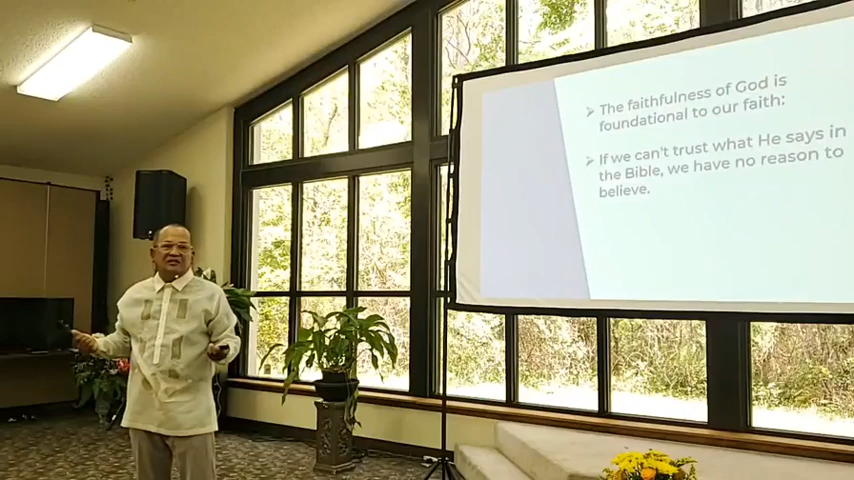 ➢ The faithfulness of God is
foundational to our faith:
➢ If we can't trust what He says in
the Bible, we have no reason to
believe.